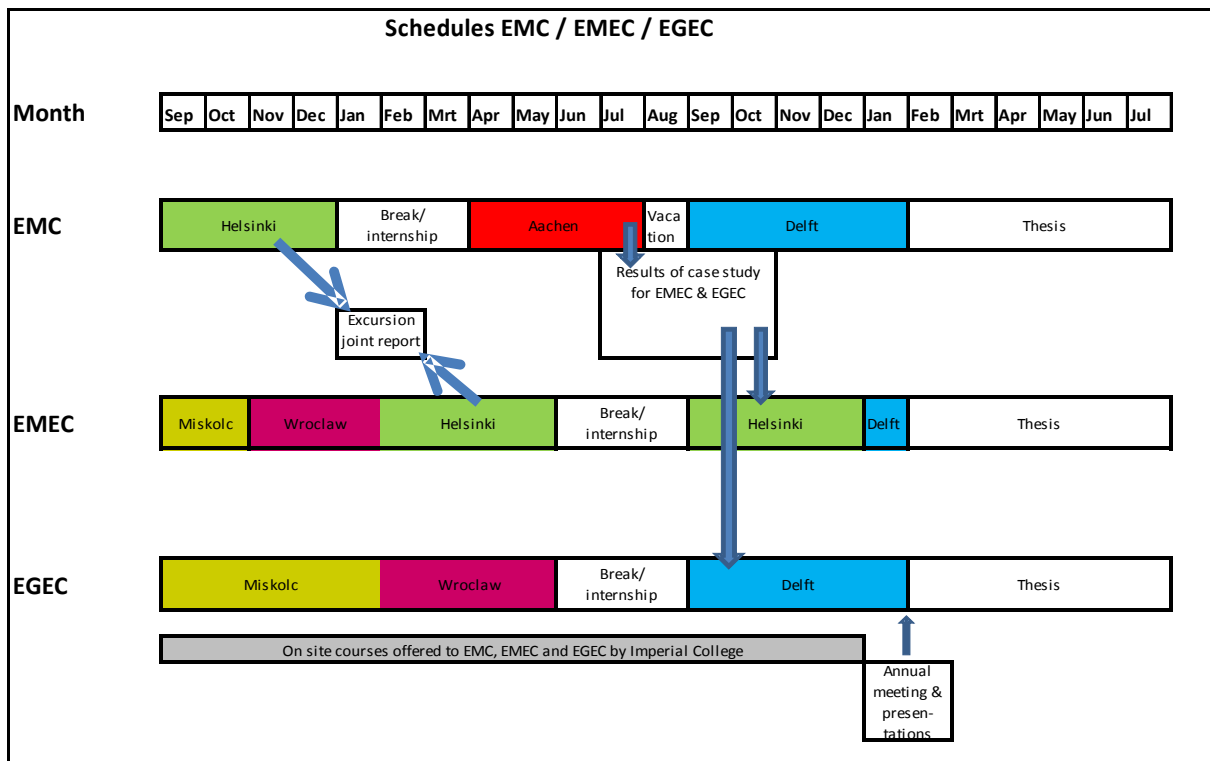 Schedules EMC / EMEC / EGEC
Month
Sep Oct Nov Dec Jan Feb Mrt Apr May Jun Jul Aug Sep Oct Nov Dec Jan Feb Mrt Apr May Jun Jul
EMC
Helsinki
Break/
internship
Aachen
Vaca
tion
Delft
Thesis
Results of case study
for EMEC & EGEC
Excursion
joint report
EMEC
Miskolc
Wroclaw
Helsinki
Break/
internship
Helsinki
Delft
Thesis
EGEC
Miskolc
Wroclaw
Break/
internship
Delft
Thesis
On site courses offered to EMC, EMEC and EGEC by Imperial College
Annual
meeting &
presen-
tations